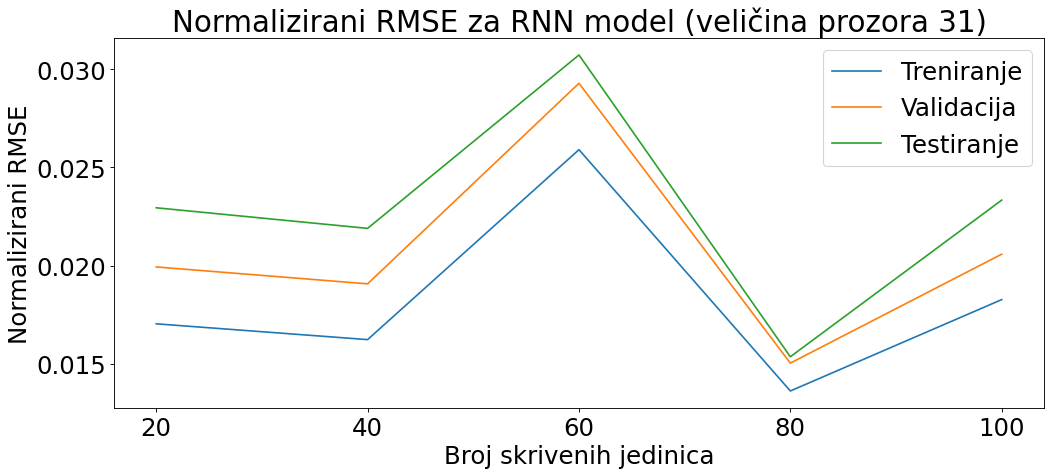 Normalizirani RMSE za RNN model (veličina prozora 31)
Normalizirani RMSE
0.030
0.025
0.020
0.015
Treniranje
Validacija
Testiranje
20 40 60 80 100
Broj skrivenih jedinica